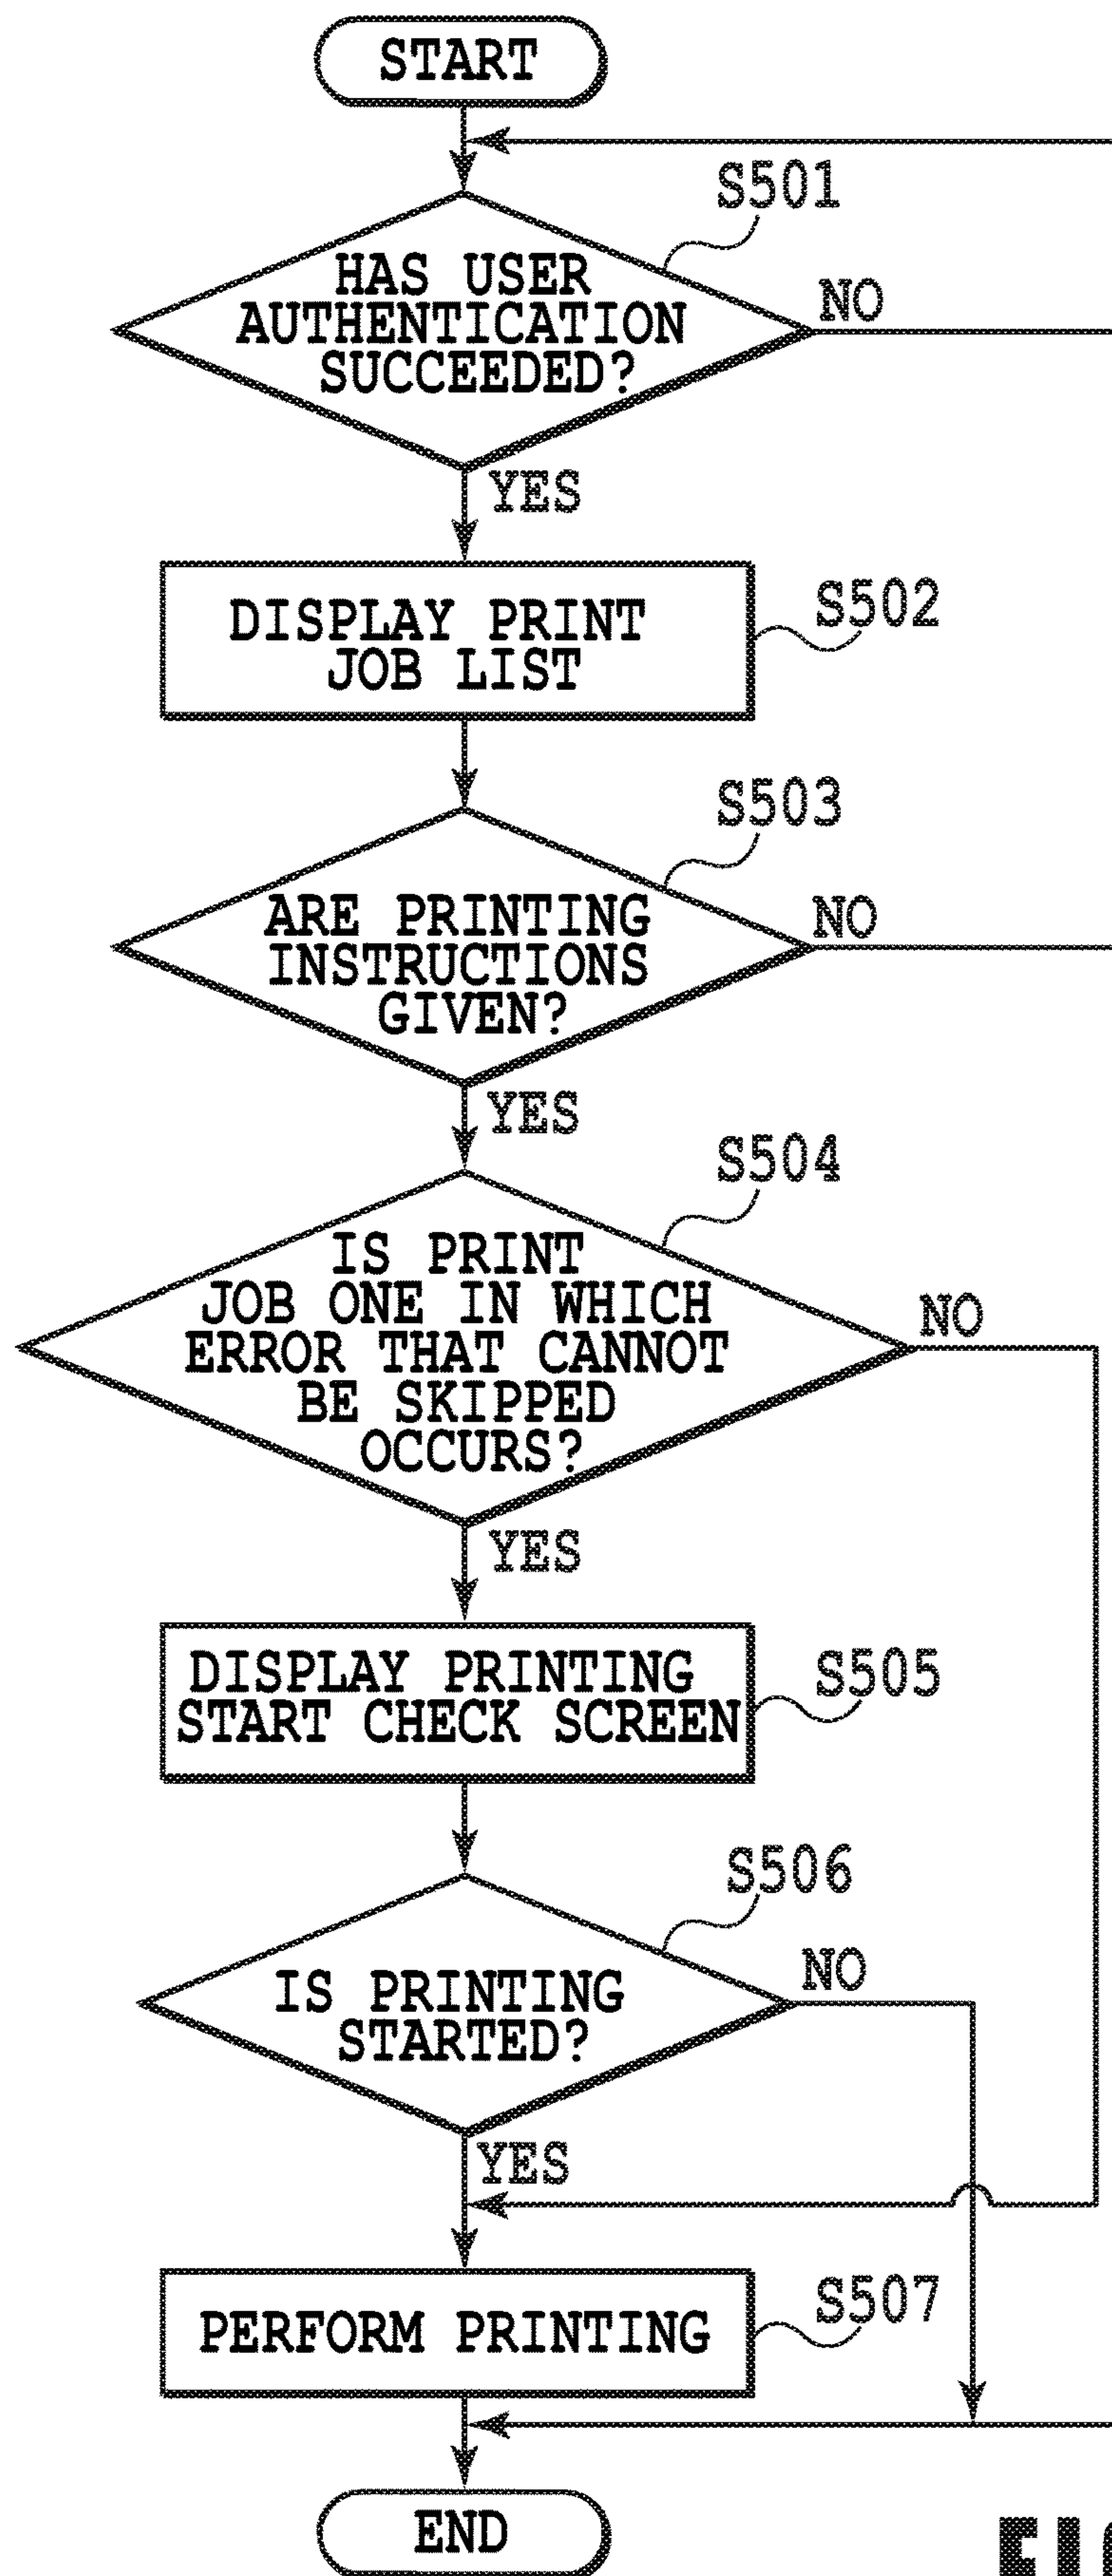 START
S501
HAS USER
AUTHENTICATION
SUCCEEDED?
NO
YES
DISPLAY PRINT
JOB LIST
S502
S503
ARE PRINTING
INSTRUCTIONS
GIVEN?
NO
YES
S504
IS PRINT
JOB ONE IN WHICH
ERROR THAT CANNOT
BE SKIPPED
OCCURS?
NO
YES
DISPLAY PRINTING
START CHECK SCREEN
S505
S506
IS PRINTING
STARTED?
NO
YES
PERFORM PRINTING
S507
END